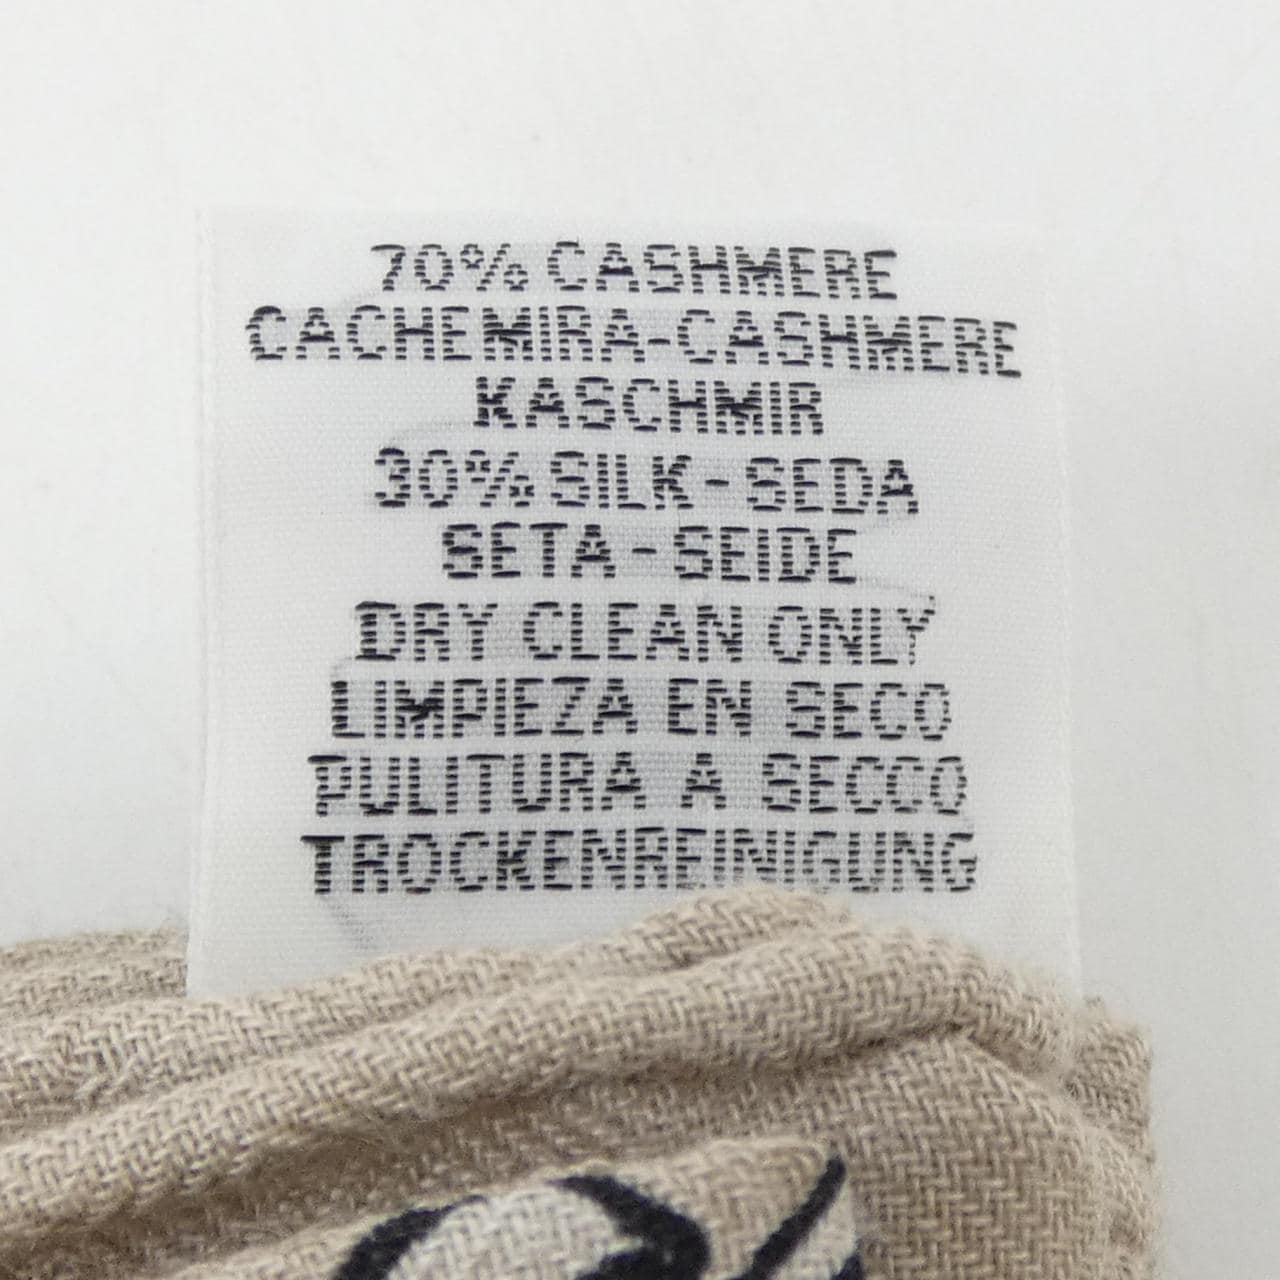 70% CASHMERE
CACHEMIRA-CASHMERE
KASCHMIR
30% SILK-SEDA
SETA-SEIDE
DRY CLEAN ONLY
LIMPIEZA EN SECO
PULITURA A SECCO
TROCKENREINIGUNG